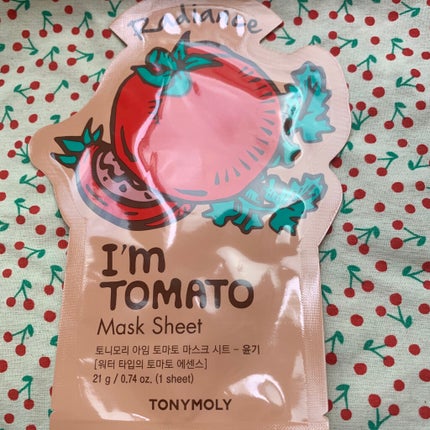 Radiance
I'm
TOMATO
Mask Sheet
토니모리 아임 토마토 마스크 시트 – 윤기
[워터 타입의 토마토 에센스]
21 g / 0.74 oz. (1 sheet)
TONYMOLY